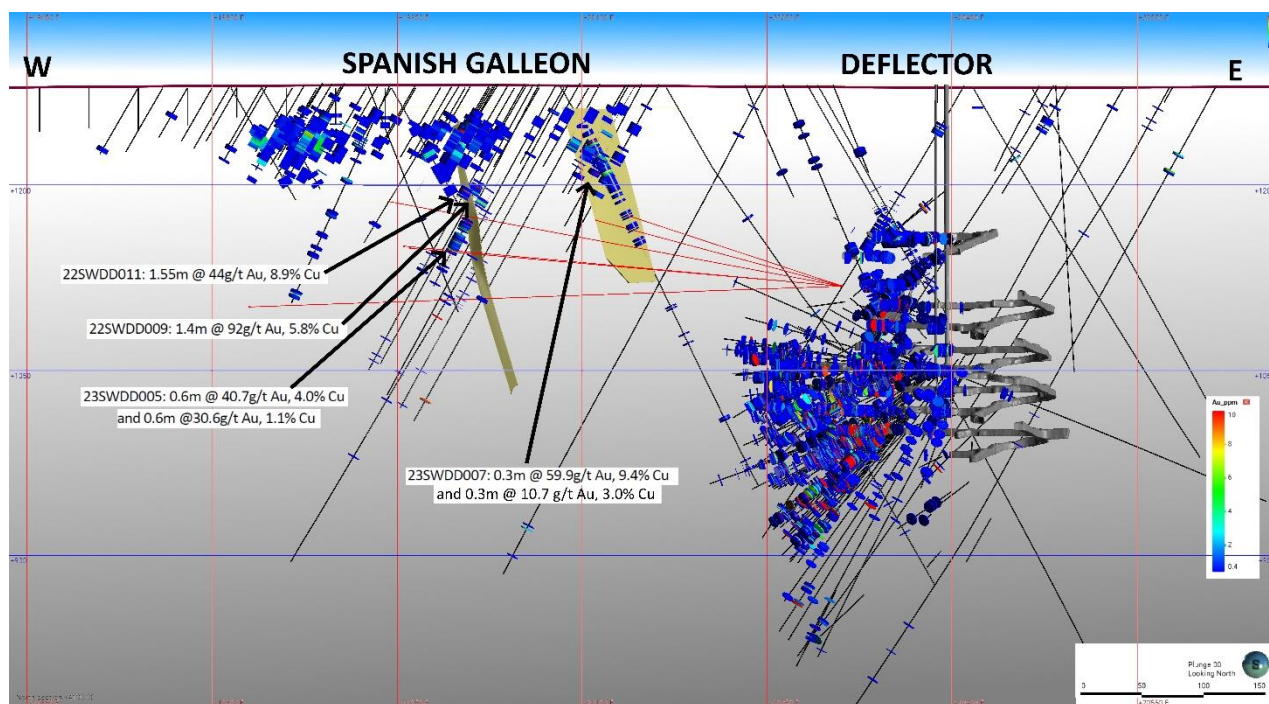 W
SPANISH GALLEON
DEFLECTOR
E
+1200
22SWDD011: 1.55m @ 44g/t Au, 8.9% Cu
22SWDD009: 1.4m @ 92g/t Au, 5.8% Cu
+1050
23SWDD005: 0.6m @ 40.7g/t Au, 4.0% Cu
and 0.6m @30.6g/t Au, 1.1% Cu
23SWDD007: 0.3m @ 59.9g/t Au, 9.4% Cu
and 0.3m @ 10.7 g/t Au, 3.0% Cu
Au_ppm
10
8
6
4
2
0.4
Plunge 00
Looking North
S
0 50 100 150